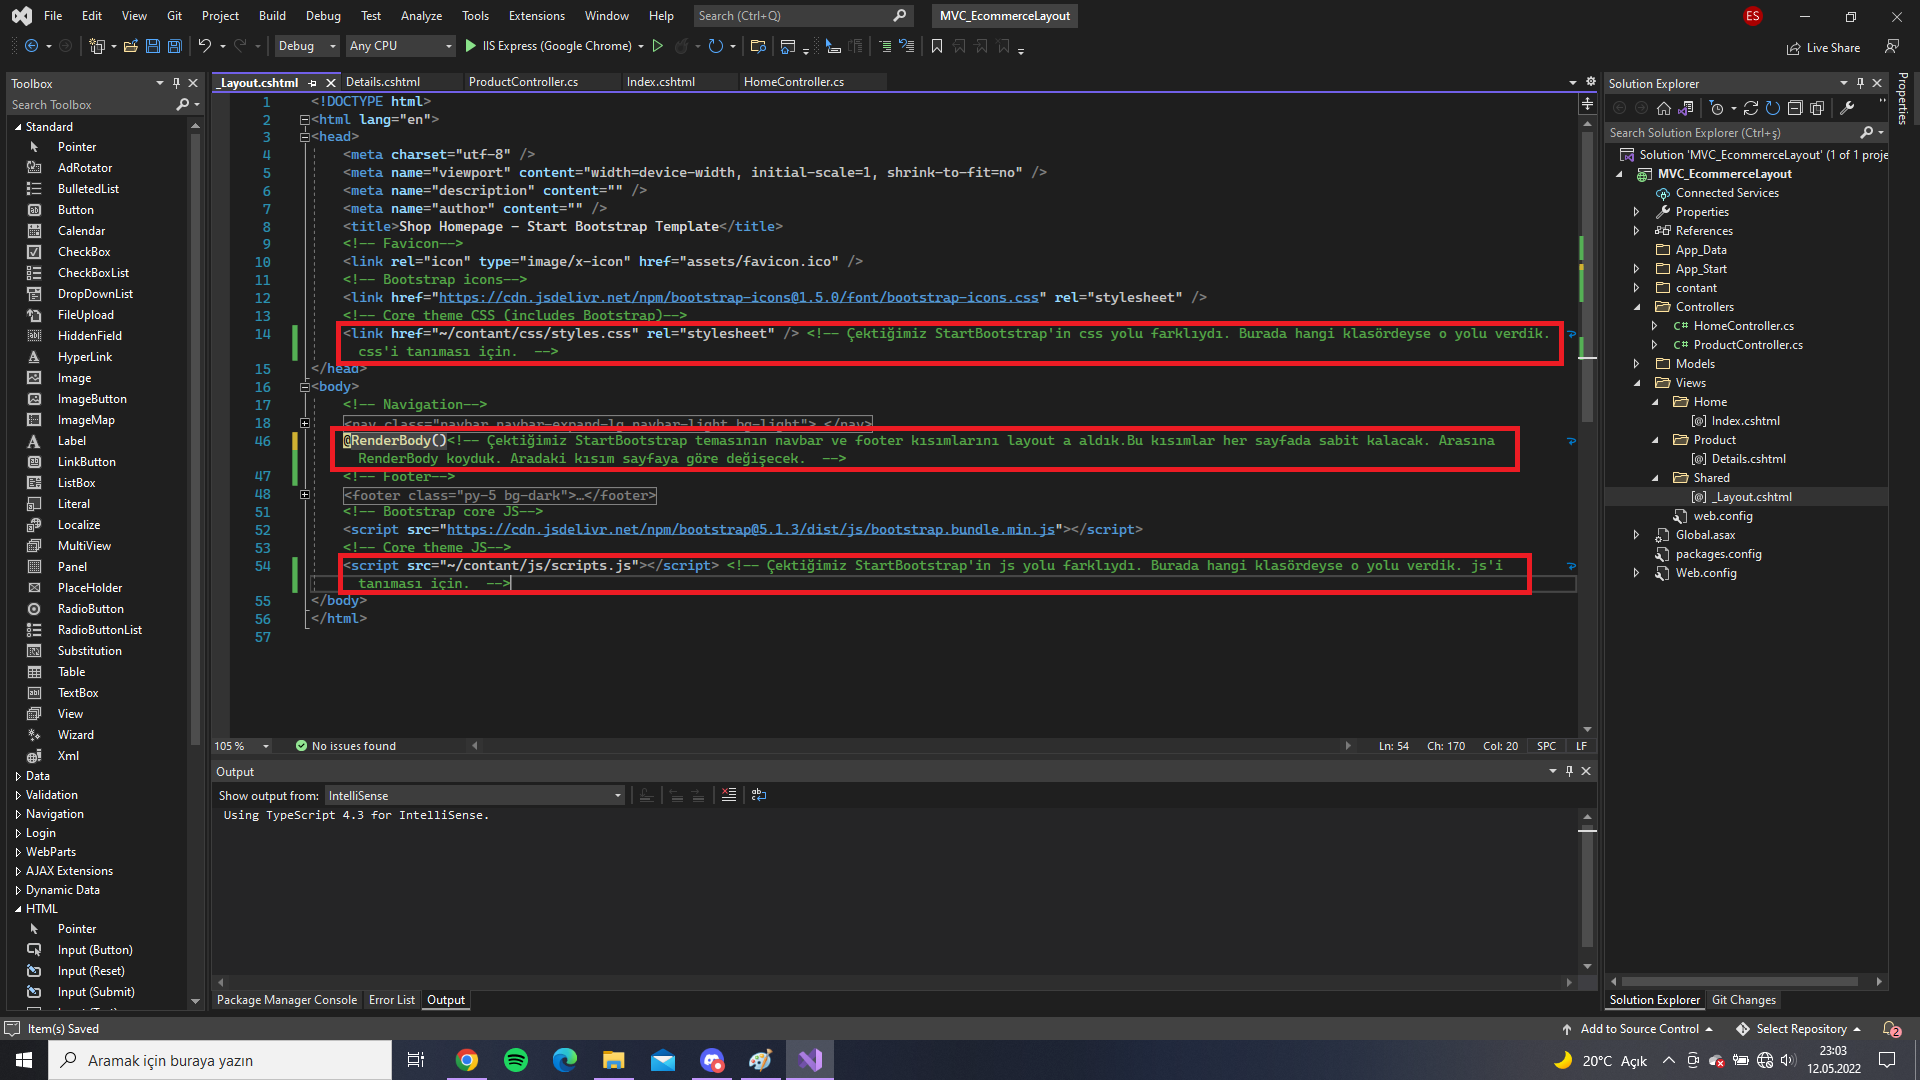 File Edit View Git Project Build Debug Test Analyze Tools Extensions Window Help Search (Ctrl+Q) MVC_EcommerceLayout ES
Debug Any CPU IIS Express (Google Chrome) Live Share
Toolbox
Search Toolbox
Standard
Pointer
AdRotator
BulletedList
Button
Calendar
CheckBox
CheckBoxList
DropDownList
FileUpload
HiddenField
HyperLink
Image
ImageButton
ImageMap
Label
LinkButton
ListBox
Literal
Localize
MultiView
Panel
PlaceHolder
RadioButton
RadioButtonList
Substitution
Table
TextBox
View
Wizard
Xml
Data
Validation
Navigation
Login
WebParts
AJAX Extensions
Dynamic Data
HTML
Pointer
Input (Button)
Input (Reset)
Input (Submit)
_Layout.cshtml Details.cshtml ProductController.cs Index.cshtml HomeController.cs
1 <!DOCTYPE html>
2 <html lang="en">
3 <head>
4 <meta charset="utf-8" />
5 <meta name="viewport" content="width=device-width, initial-scale=1, shrink-to-fit=no" />
6 <meta name="description" content="" />
7 <meta name="author" content="" />
8 <title>Shop Homepage - Start Bootstrap Template</title>
9 <!-- Favicon-->
10 <link rel="icon" type="image/x-icon" href="assets/favicon.ico" />
11 <!-- Bootstrap icons-->
12 <link href="https://cdn.jsdelivr.net/npm/bootstrap-icons@1.5.0/font/bootstrap-icons.css" rel="stylesheet" />
13 <!-- Core theme CSS (includes Bootstrap)-->
14 <link href="~/contant/css/styles.css" rel="stylesheet" /> <!-- Çektiğimiz StartBootstrap'in css yolu farklıydı. Burada hangi klasördeyse o yolu verdik.
css'i tanıması için. -->
15 </head>
16 <body>
17 <!-- Navigation-->
18 <nav class="navbar navbar-expand-lg navbar-light bg-light">…</nav>
46 @RenderBody()<!-- Çektiğimiz StartBootstrap temasının navbar ve footer kısımlarını layout a aldık.Bu kısımlar her sayfada sabit kalacak. Arasına
RenderBody koyduk. Aradaki kısım sayfaya göre değişecek. -->
47 <!-- Footer-->
48 <footer class="py-5 bg-dark">…</footer>
51 <!-- Bootstrap core JS-->
52 <script src="https://cdn.jsdelivr.net/npm/bootstrap@5.1.3/dist/js/bootstrap.bundle.min.js"></script>
53 <!-- Core theme JS-->
54 <script src="~/contant/js/scripts.js"></script> <!-- Çektiğimiz StartBootstrap'in js yolu farklıydı. Burada hangi klasördeyse o yolu verdik. js'i
tanıması için. -->
55 </body>
56 </html>
57
105 % No issues found Ln: 54 Ch: 170 Col: 20 SPC LF
Output
Show output from: IntelliSense
Using TypeScript 4.3 for IntelliSense.
Package Manager Console Error List Output
Solution Explorer
Search Solution Explorer (Ctrl+ş)
Solution 'MVC_EcommerceLayout' (1 of 1 proje
MVC_EcommerceLayout
Connected Services
Properties
References
App_Data
App_Start
contant
Controllers
C# HomeController.cs
C# ProductController.cs
Models
Views
Home
Index.cshtml
Product
Details.cshtml
Shared
_Layout.cshtml
web.config
Global.asax
packages.config
Web.config
Solution Explorer Git Changes
Properties
Item(s) Saved Add to Source Control Select Repository 2
Aramak için buraya yazın 20°C Açık 23:03
12.05.2022